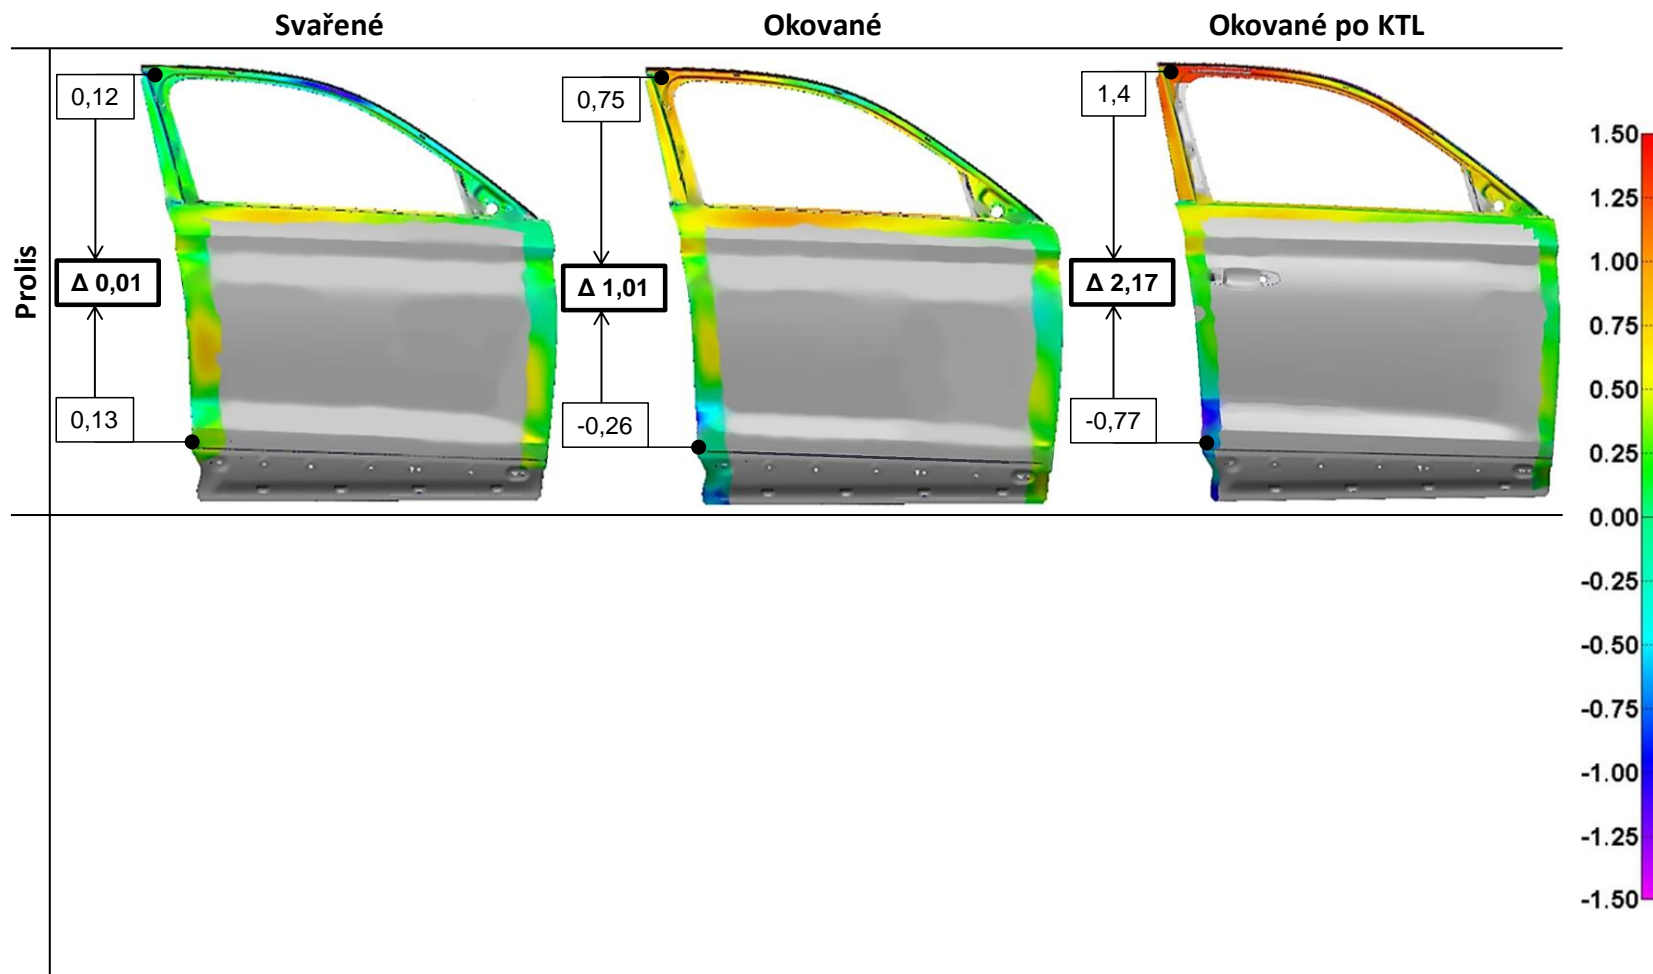 Svařené
Okované
Okované po KTL
Prolis
0,12
Δ 0,01
0,13
0,75
Δ 1,01
-0,26
1,4
Δ 2,17
-0,77
1.50
1.25
1.00
0.75
0.50
0.25
0.00
-0.25
-0.50
-0.75
-1.00
-1.25
-1.50